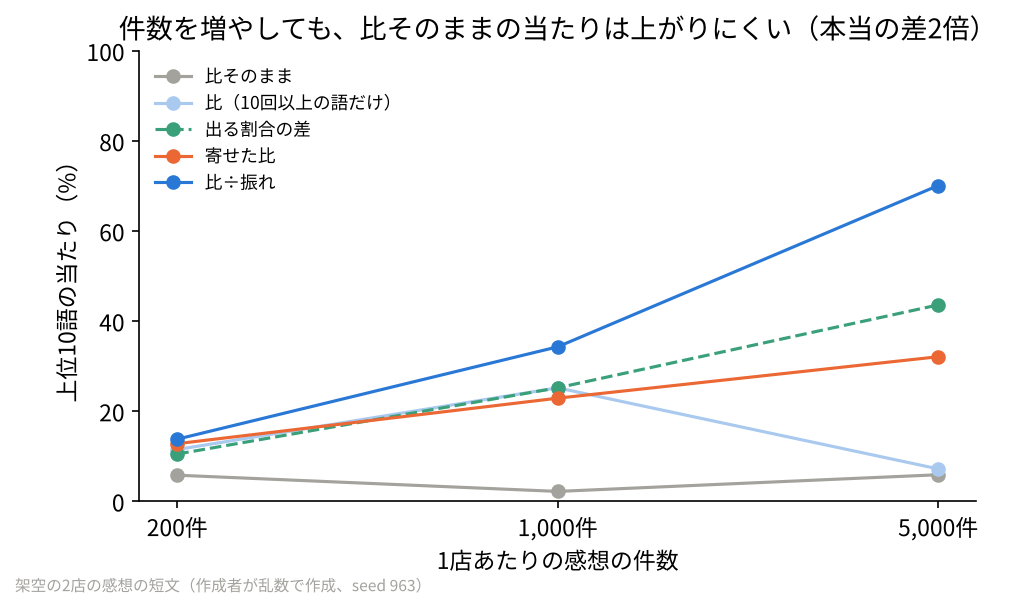 件数を増やしても、比そのままの当たりは上がりにくい（本当の差2倍）
上位10語の当たり（%）
100
80
60
40
20
0
比そのまま
比（10回以上の語だけ）
出る割合の差
寄せた比
比÷振れ
200件
1,000件
5,000件
1店あたりの感想の件数
架空の2店の感想の短文（作成者が乱数で作成、seed 963）